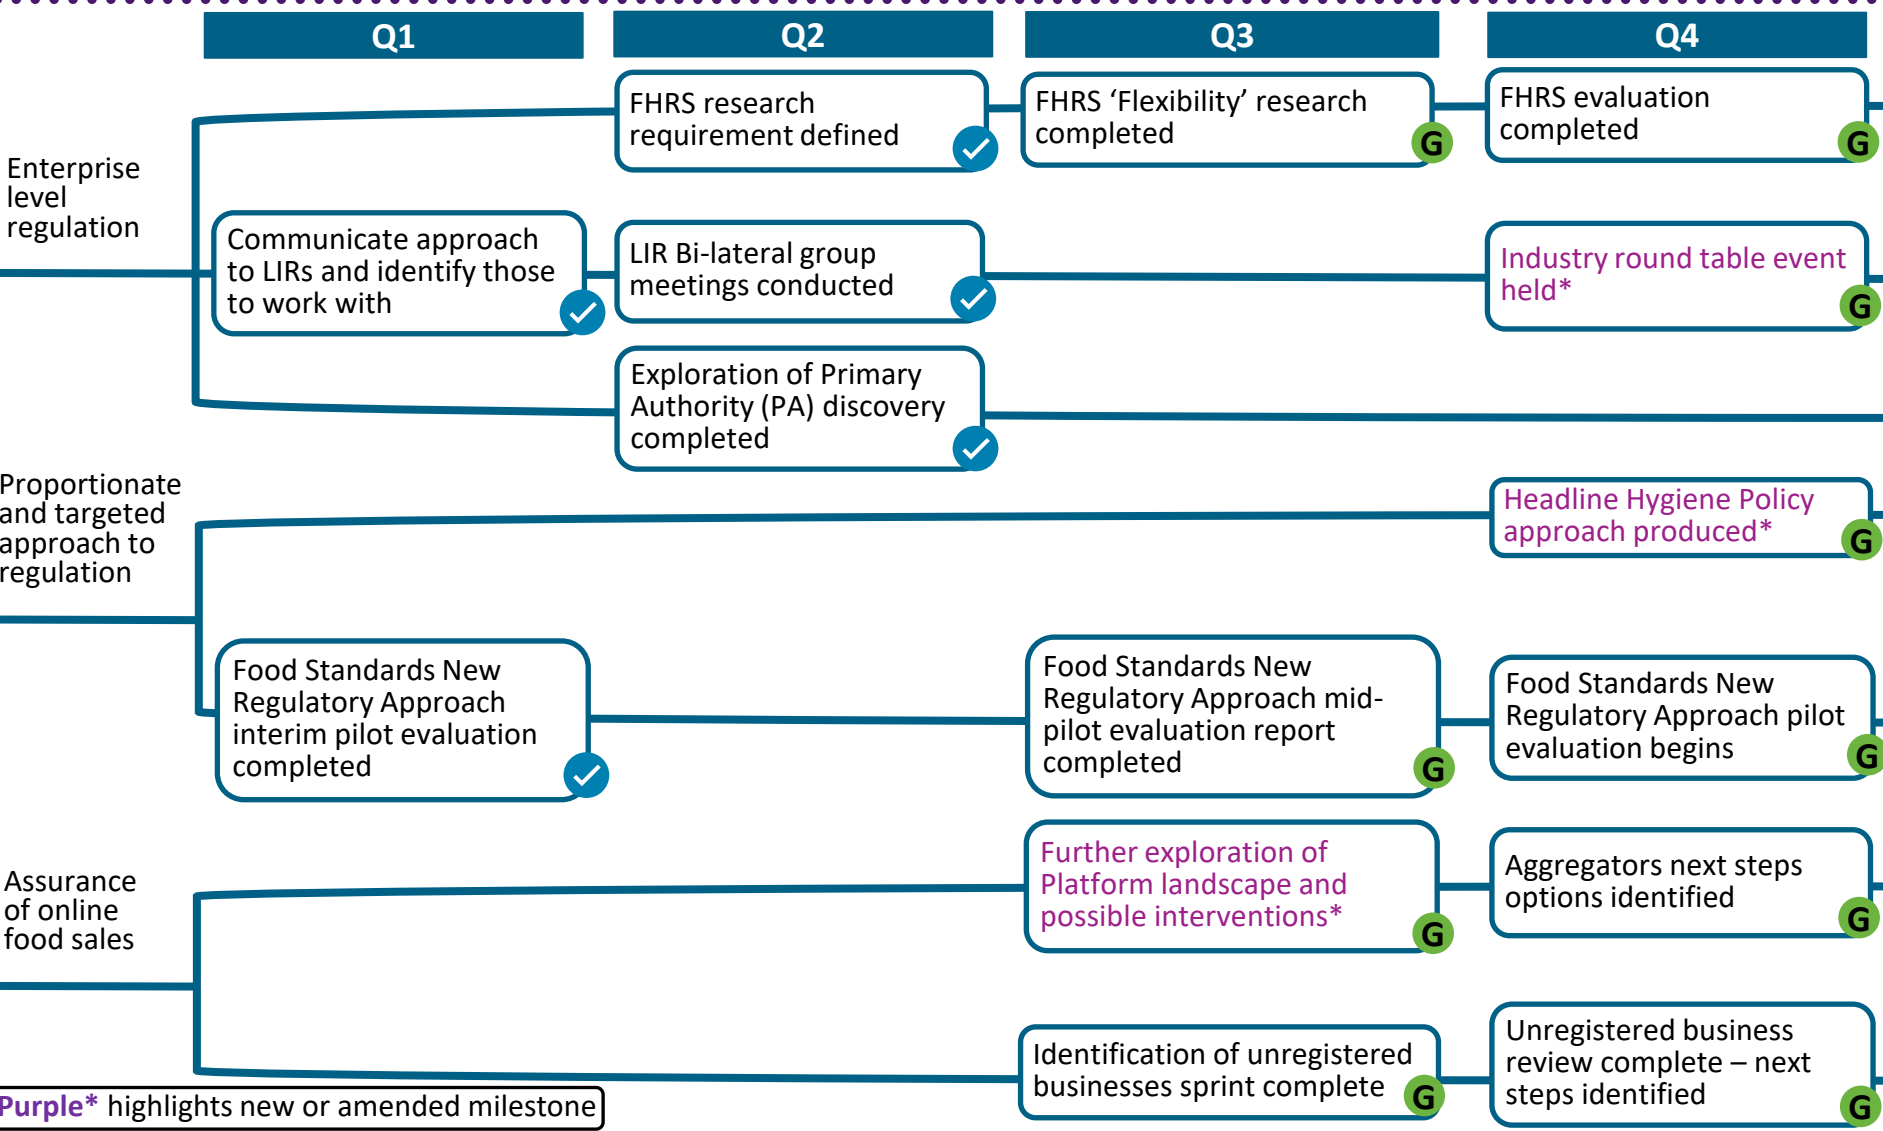 Q1
Q2
Q3
Q4
Enterprise
level
regulation
FHRS research
requirement defined
FHRS ‘Flexibility’ research
completed
G
FHRS evaluation
completed
G
Communicate approach
to LIRs and identify those
to work with
LIR Bi-lateral group
meetings conducted
Industry round table event
held*
G
Exploration of Primary
Authority (PA) discovery
completed
Proportionate
and targeted
approach to
regulation
Headline Hygiene Policy
approach produced*
G
Food Standards New
Regulatory Approach
interim pilot evaluation
completed
Food Standards New
Regulatory Approach mid-
pilot evaluation report
completed
G
Food Standards New
Regulatory Approach pilot
evaluation begins
G
Assurance
of online
food sales
Further exploration of
Platform landscape and
possible interventions*
G
Aggregators next steps
options identified
G
Identification of unregistered
businesses sprint complete
G
Unregistered business
review complete – next
steps identified
G
Purple* highlights new or amended milestone